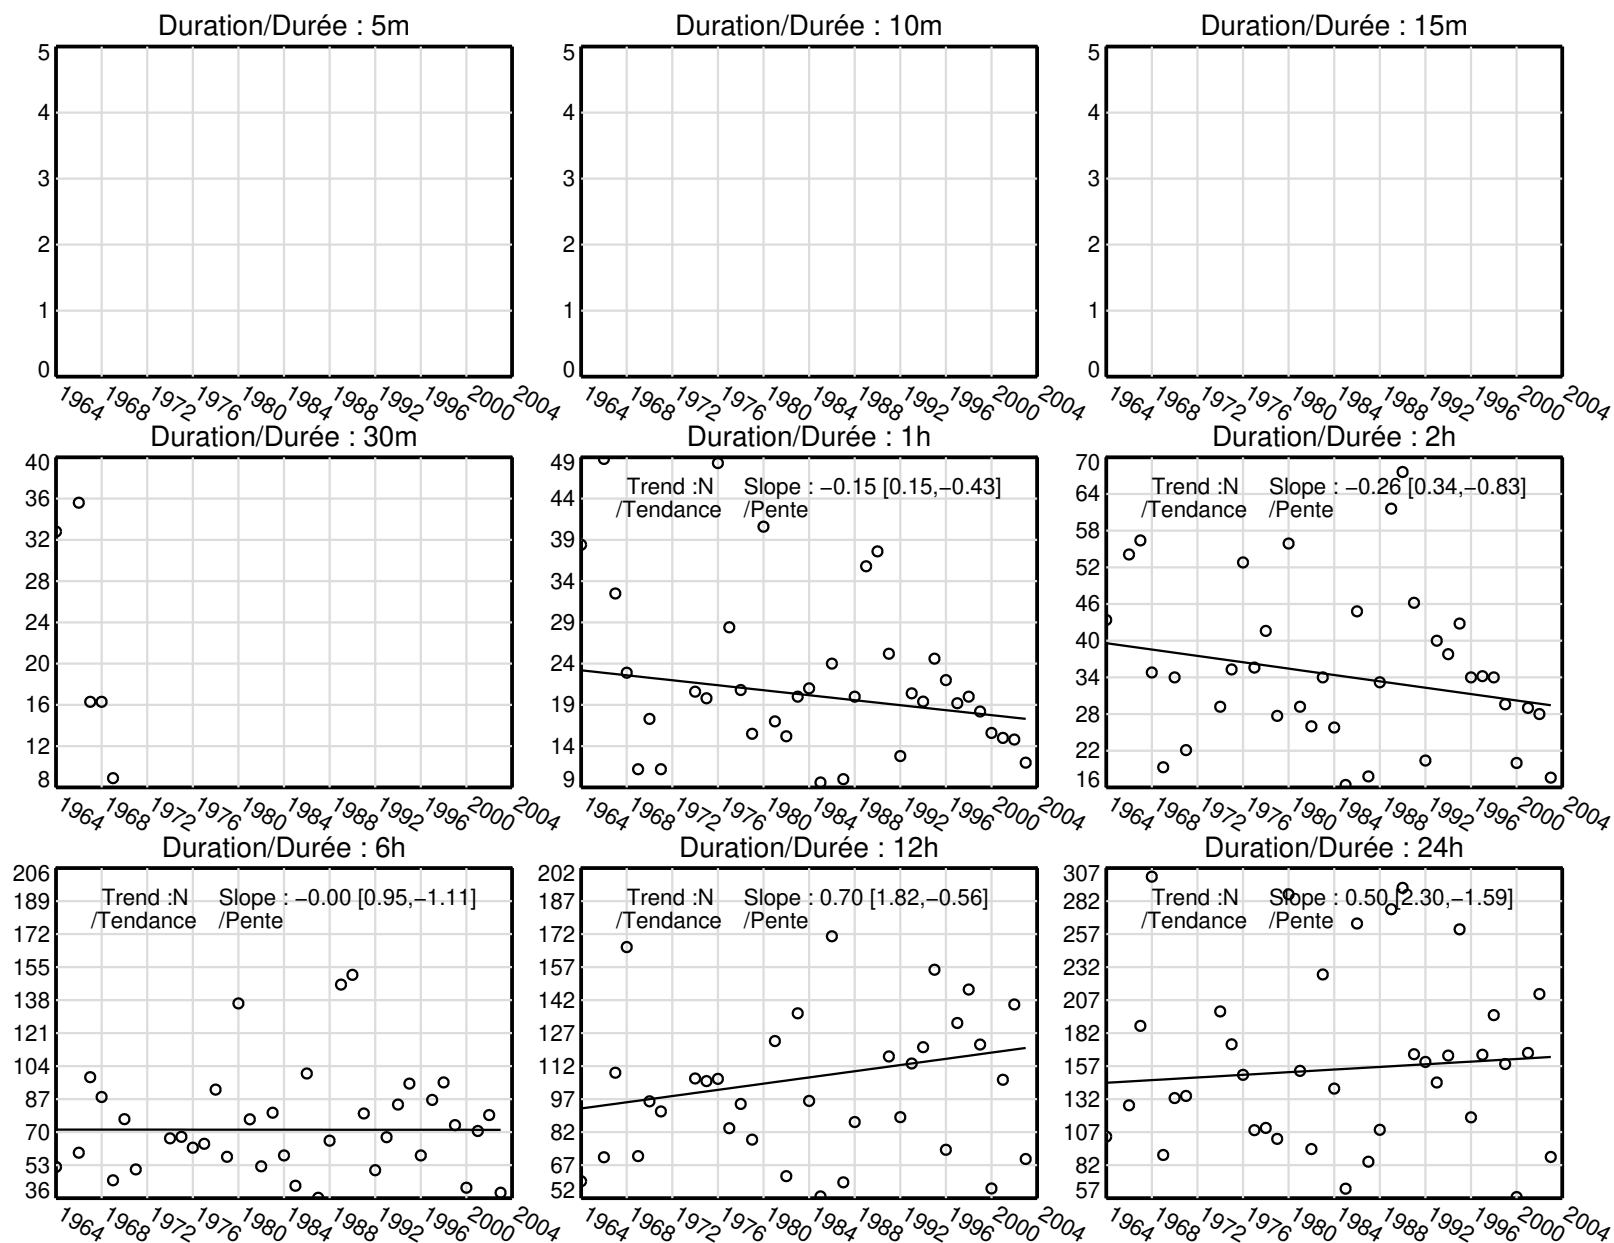 Duration/Durée : 5m
5
4
3
2
1
0
1964 1968 1972 1976 1980 1984 1988 1992 1996 2000 2004
Duration/Durée : 10m
5
4
3
2
1
0
1964 1968 1972 1976 1980 1984 1988 1992 1996 2000 2004
Duration/Durée : 15m
5
4
3
2
1
0
1964 1968 1972 1976 1980 1984 1988 1992 1996 2000 2004
Duration/Durée : 30m
40
36
32
28
24
20
16
12
8
1964 1968 1972 1976 1980 1984 1988 1992 1996 2000 2004
Duration/Durée : 1h
Trend :N Slope : −0.15 [0.15,−0.43]
/Tendance /Pente
49
44
39
34
29
24
19
14
9
1964 1968 1972 1976 1980 1984 1988 1992 1996 2000 2004
Duration/Durée : 2h
Trend :N Slope : −0.26 [0.34,−0.83]
/Tendance /Pente
70
64
58
52
46
40
34
28
22
16
1964 1968 1972 1976 1980 1984 1988 1992 1996 2000 2004
Duration/Durée : 6h
Trend :N Slope : −0.00 [0.95,−1.11]
/Tendance /Pente
206
189
172
155
138
121
104
87
70
53
36
1964 1968 1972 1976 1980 1984 1988 1992 1996 2000 2004
Duration/Durée : 12h
Trend :N Slope : 0.70 [1.82,−0.56]
/Tendance /Pente
202
187
172
157
142
127
112
97
82
67
52
1964 1968 1972 1976 1980 1984 1988 1992 1996 2000 2004
Duration/Durée : 24h
Trend :N Slope : 0.50 [2.30,−1.59]
/Tendance /Pente
307
282
257
232
207
182
157
132
107
82
57
1964 1968 1972 1976 1980 1984 1988 1992 1996 2000 2004